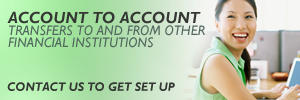 ACCOUNT TO ACCOUNT
TRANSFERS TO AND FROM OTHER
FINANCIAL INSTITUTIONS
CONTACT US TO GET SET UP